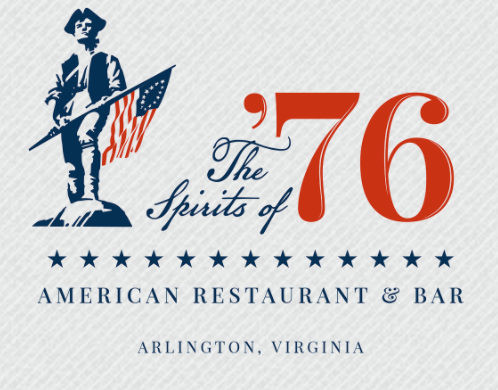 The
Spirits of ’76
AMERICAN RESTAURANT & BAR
ARLINGTON, VIRGINIA